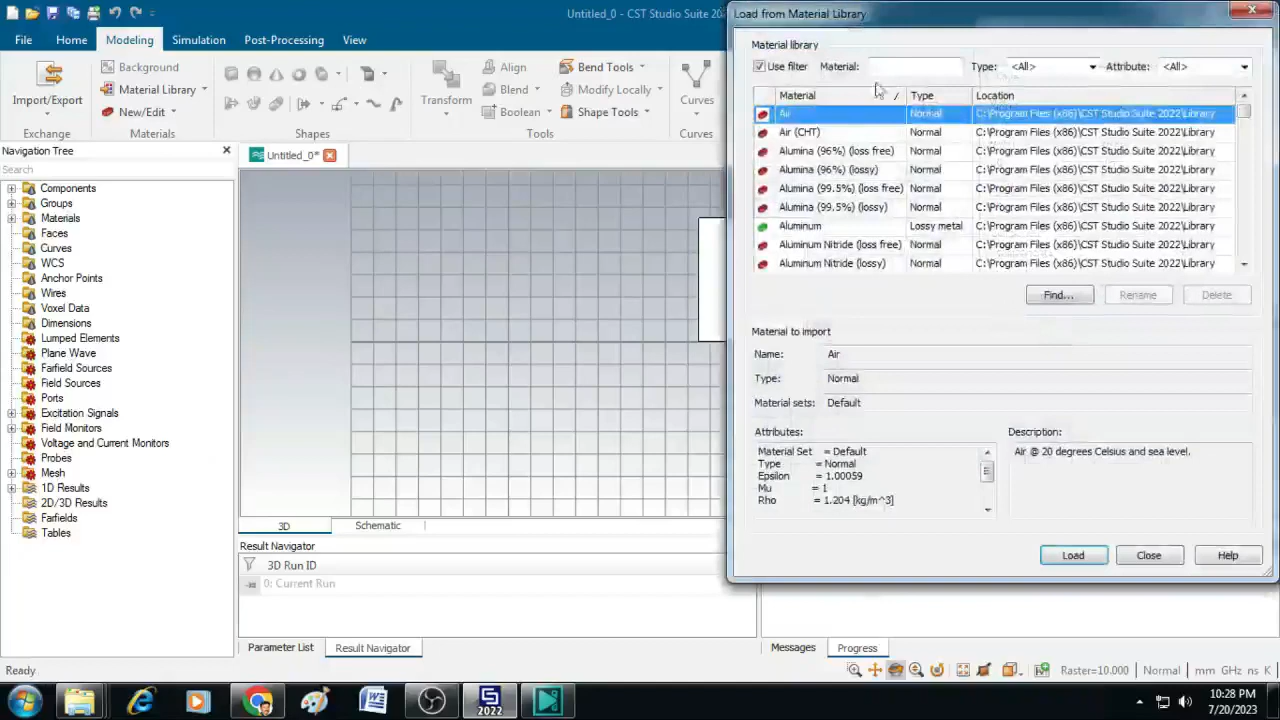 Untitled_0 - CST Studio Suite 20
Load from Material Library
File Home Modeling Simulation Post-Processing View
Import/Export
Exchange
Background
Material Library
New/Edit
Materials
Shapes
Transform
Align
Blend
Boolean
Bend Tools
Modify Locally
Shape Tools
Tools
Curves
Curves
Navigation Tree
Search
Components
Groups
Materials
Faces
Curves
WCS
Anchor Points
Wires
Voxel Data
Dimensions
Lumped Elements
Plane Wave
Farfield Sources
Field Sources
Ports
Excitation Signals
Field Monitors
Voltage and Current Monitors
Probes
Mesh
1D Results
2D/3D Results
Farfields
Tables
Untitled_0*
3D Schematic
Result Navigator
3D Run ID
0: Current Run
Parameter List Result Navigator
Material library
Use filter Material: Type: <All> Attribute: <All>
Material Type Location
Air Normal C:\Program Files (x86)\CST Studio Suite 2022\Library
Air (CHT) Normal C:\Program Files (x86)\CST Studio Suite 2022\Library
Alumina (96%) (loss free) Normal C:\Program Files (x86)\CST Studio Suite 2022\Library
Alumina (96%) (lossy) Normal C:\Program Files (x86)\CST Studio Suite 2022\Library
Alumina (99.5%) (loss free) Normal C:\Program Files (x86)\CST Studio Suite 2022\Library
Alumina (99.5%) (lossy) Normal C:\Program Files (x86)\CST Studio Suite 2022\Library
Aluminum Lossy metal C:\Program Files (x86)\CST Studio Suite 2022\Library
Aluminum Nitride (loss free) Normal C:\Program Files (x86)\CST Studio Suite 2022\Library
Aluminum Nitride (lossy) Normal C:\Program Files (x86)\CST Studio Suite 2022\Library
Find... Rename Delete
Material to import
Name: Air
Type: Normal
Material sets: Default
Attributes:
Material Set = Default
Type = Normal
Epsilon = 1.00059
Mu = 1
Rho = 1.204 [kg/m^3]
Description:
Air @ 20 degrees Celsius and sea level.
Load Close Help
Messages Progress
Ready
Raster=10.000 Normal mm GHz ns K
2022
10:28 PM
7/20/2023